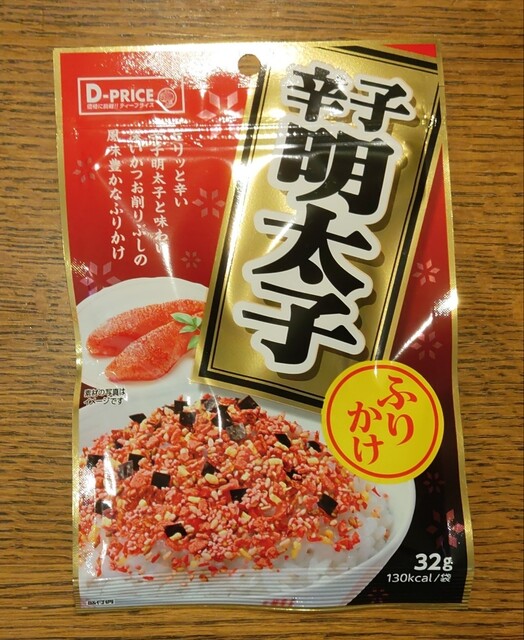 D-PRICE
価格に挑戦!! ディープライス
辛子
明太子
ピリッと辛い
辛子明太子と味わい
深いかつお削りぶしの
風味豊かなふりかけ
素材の写真は
イメージです
ふり
かけ
32g
130kcal/袋